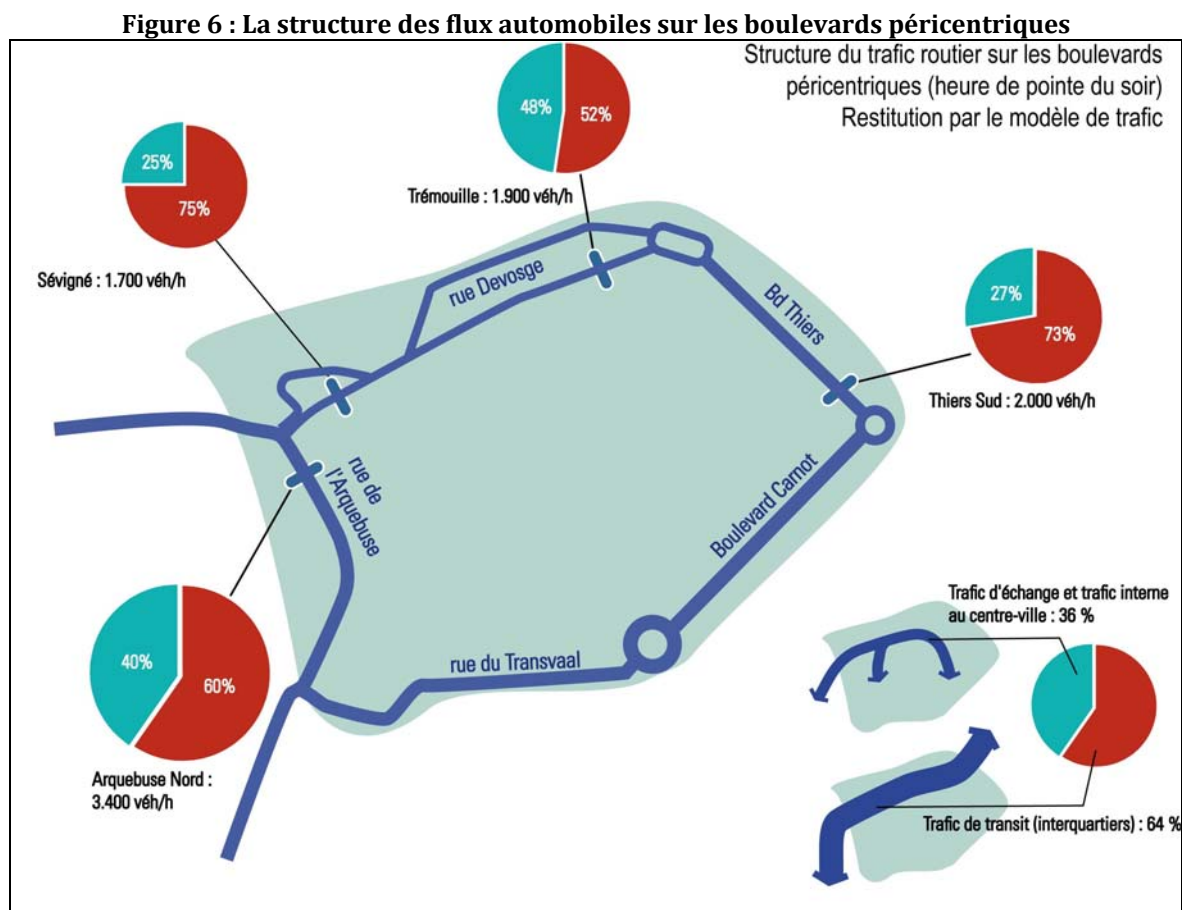 Figure 6 : La structure des flux automobiles sur les boulevards péricentriques
Structure du trafic routier sur les boulevards
péricentriques (heure de pointe du soir)
Restitution par le modèle de trafic
48%
52%
Trémouille : 1.900 véh/h
25%
75%
Sévigné : 1.700 véh/h
rue Devosge
Bd Thiers
27%
73%
Thiers Sud : 2.000 véh/h
rue de
l'Arquebuse
Boulevard Carnot
40%
60%
Arquebuse Nord :
3.400 véh/h
rue du Transvaal
Trafic d'échange et trafic interne
au centre-ville : 36 %
Trafic de transit (interquartiers) : 64 %